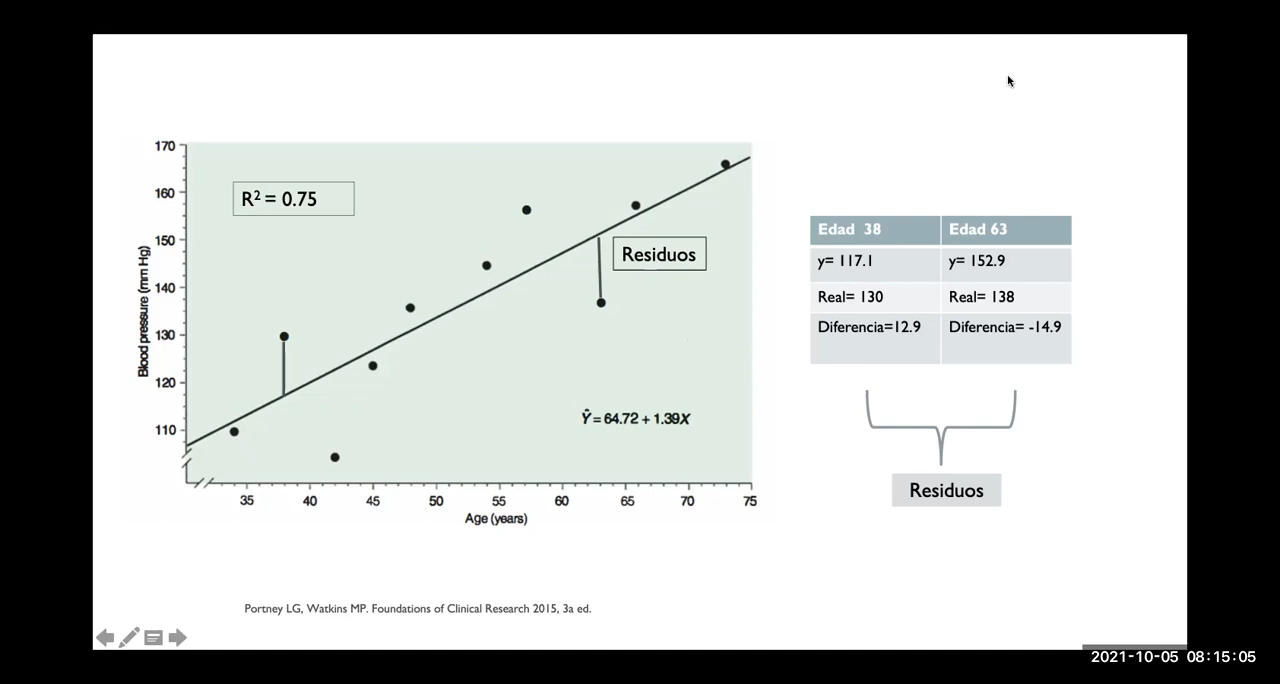 170
160
150
140
130
120
110
Blood pressure (mm Hg)
R² = 0.75
Residuos
Ŷ = 64.72 + 1.39X
35 40 45 50 55 60 65 70 75
Age (years)
Edad 38 Edad 63
y= 117.1 y= 152.9
Real= 130 Real= 138
Diferencia=12.9 Diferencia= -14.9
Residuos
Portney LG, Watkins MP. Foundations of Clinical Research 2015, 3a ed.
2021-10-05 08:15:05